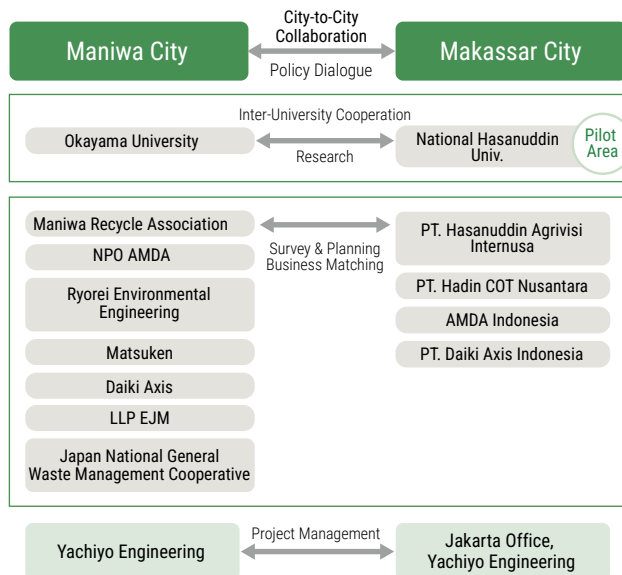 City-to-City
Collaboration
Maniwa City
Makassar City
Policy Dialogue
Inter-University Cooperation
Okayama University
National Hasanuddin
Univ.
Pilot
Area
Research
Maniwa Recycle Association
NPO AMDA
Ryorei Environmental
Engineering
Matsuken
Daiki Axis
LLP EJM
Japan National General
Waste Management Cooperative
Survey & Planning
Business Matching
PT. Hasanuddin Agrivisi
Internusa
PT. Hadin COT Nusantara
AMDA Indonesia
PT. Daiki Axis Indonesia
Yachiyo Engineering
Project Management
Jakarta Office,
Yachiyo Engineering